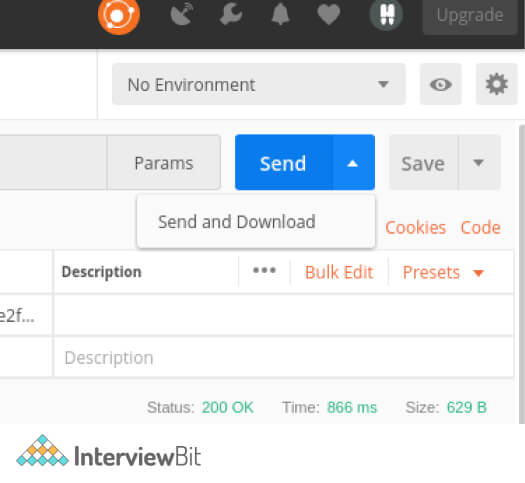 Upgrade
No Environment
Params Send Save
Send and Download
Cookies Code
Description ••• Bulk Edit Presets
e2f...
Description
Status: 200 OK Time: 866 ms Size: 629 B
InterviewBit